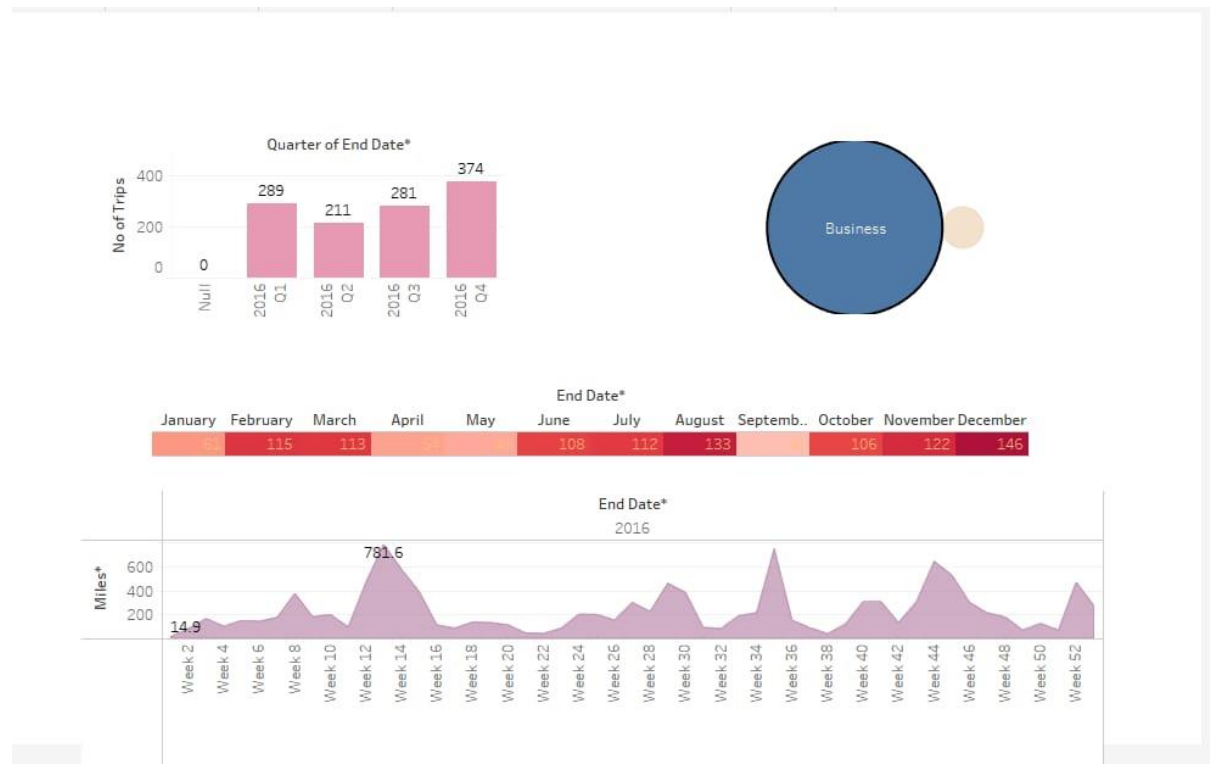 Quarter of End Date*
No of Trips
400
200
0
0
289
211
281
374
Null
2016 Q1
2016 Q2
2016 Q3
2016 Q4
Business
End Date*
January February March April May June July August Septemb.. October November December
61 115 113 54 108 112 133 106 122 146
End Date*
2016
Miles*
600
400
200
781.6
14.9
Week 2
Week 4
Week 6
Week 8
Week 10
Week 12
Week 14
Week 16
Week 18
Week 20
Week 22
Week 24
Week 26
Week 28
Week 30
Week 32
Week 34
Week 36
Week 38
Week 40
Week 42
Week 44
Week 46
Week 48
Week 50
Week 52